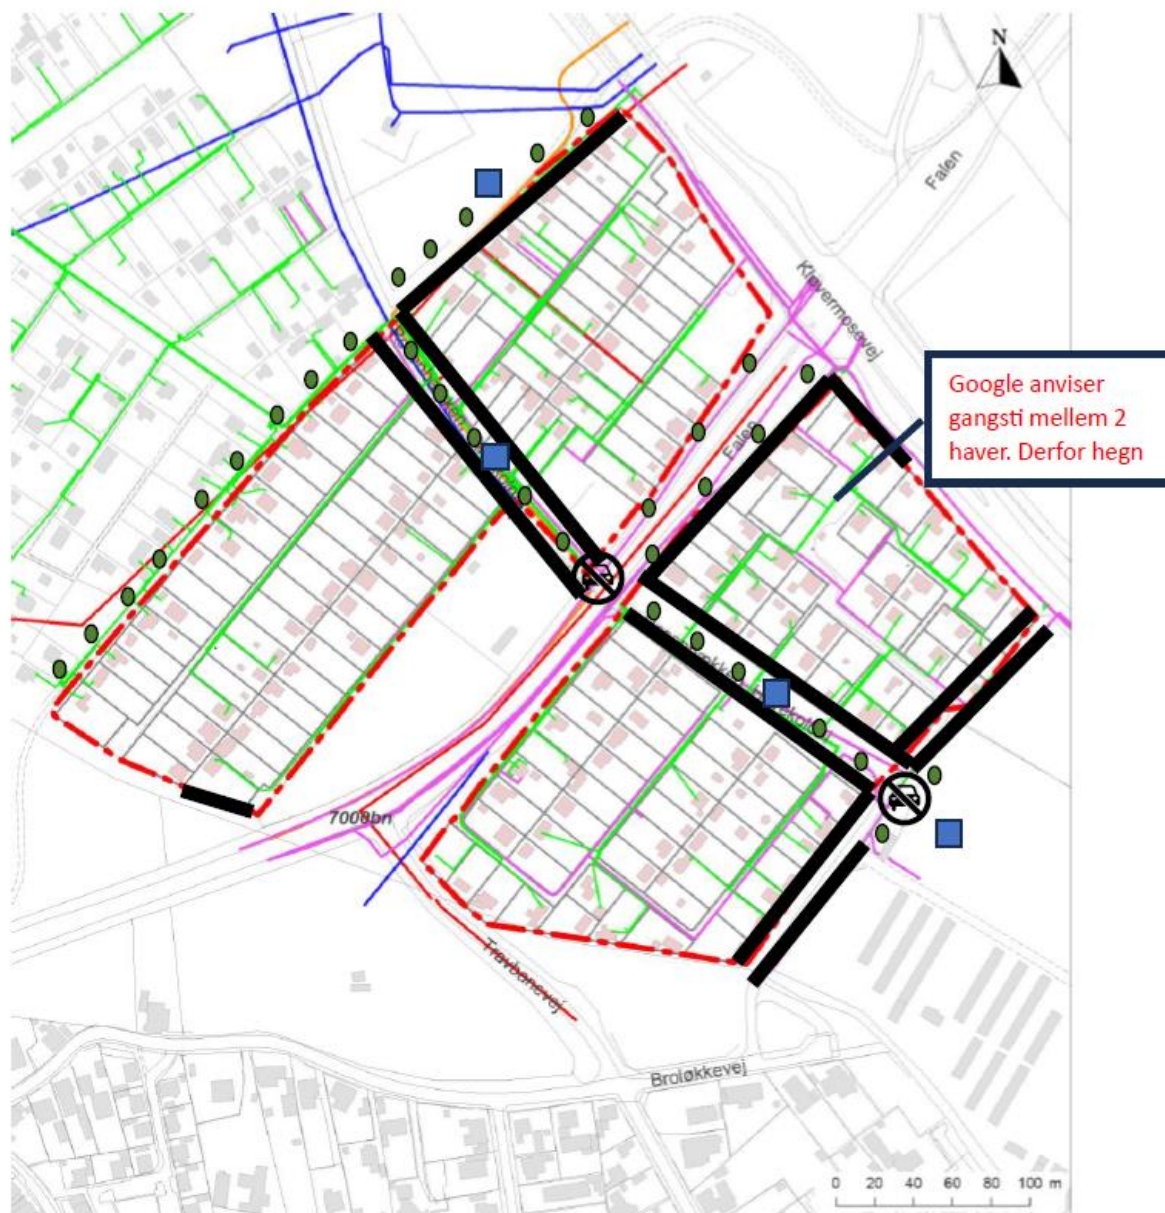 N
Falen
Kløvermosevej
Google anviser
gangsti mellem 2
haver. Derfor hegn
Falen
7008bn
Travbanevej
Broløkkevej
0 20 40 60 80 100 m